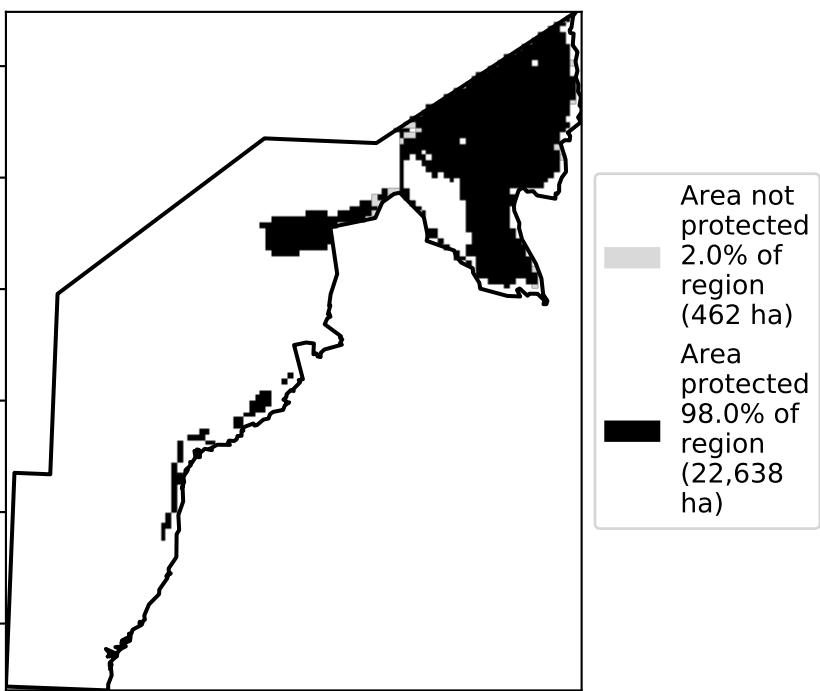 Area not
protected
2.0% of
region
(462 ha)
Area
protected
98.0% of
region
(22,638
ha)